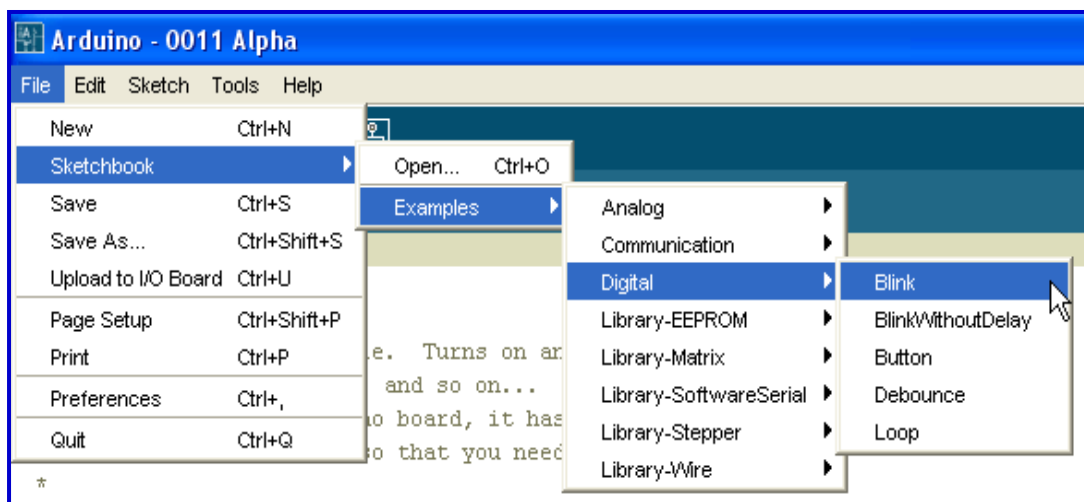 Arduino - 0011 Alpha
File Edit Sketch Tools Help
New Ctrl+N
Sketchbook
Save Ctrl+S
Save As... Ctrl+Shift+S
Upload to I/O Board Ctrl+U
Page Setup Ctrl+Shift+P
Print Ctrl+P
Preferences Ctrl+,
Quit Ctrl+Q
Open... Ctrl+O
Examples
Analog
Communication
Digital
Library-EEPROM
Library-Matrix
Library-SoftwareSerial
Library-Stepper
Library-Wire
Blink
BlinkWithoutDelay
Button
Debounce
Loop
e. Turns on an
and so on...
no board, it has
so that you need
*